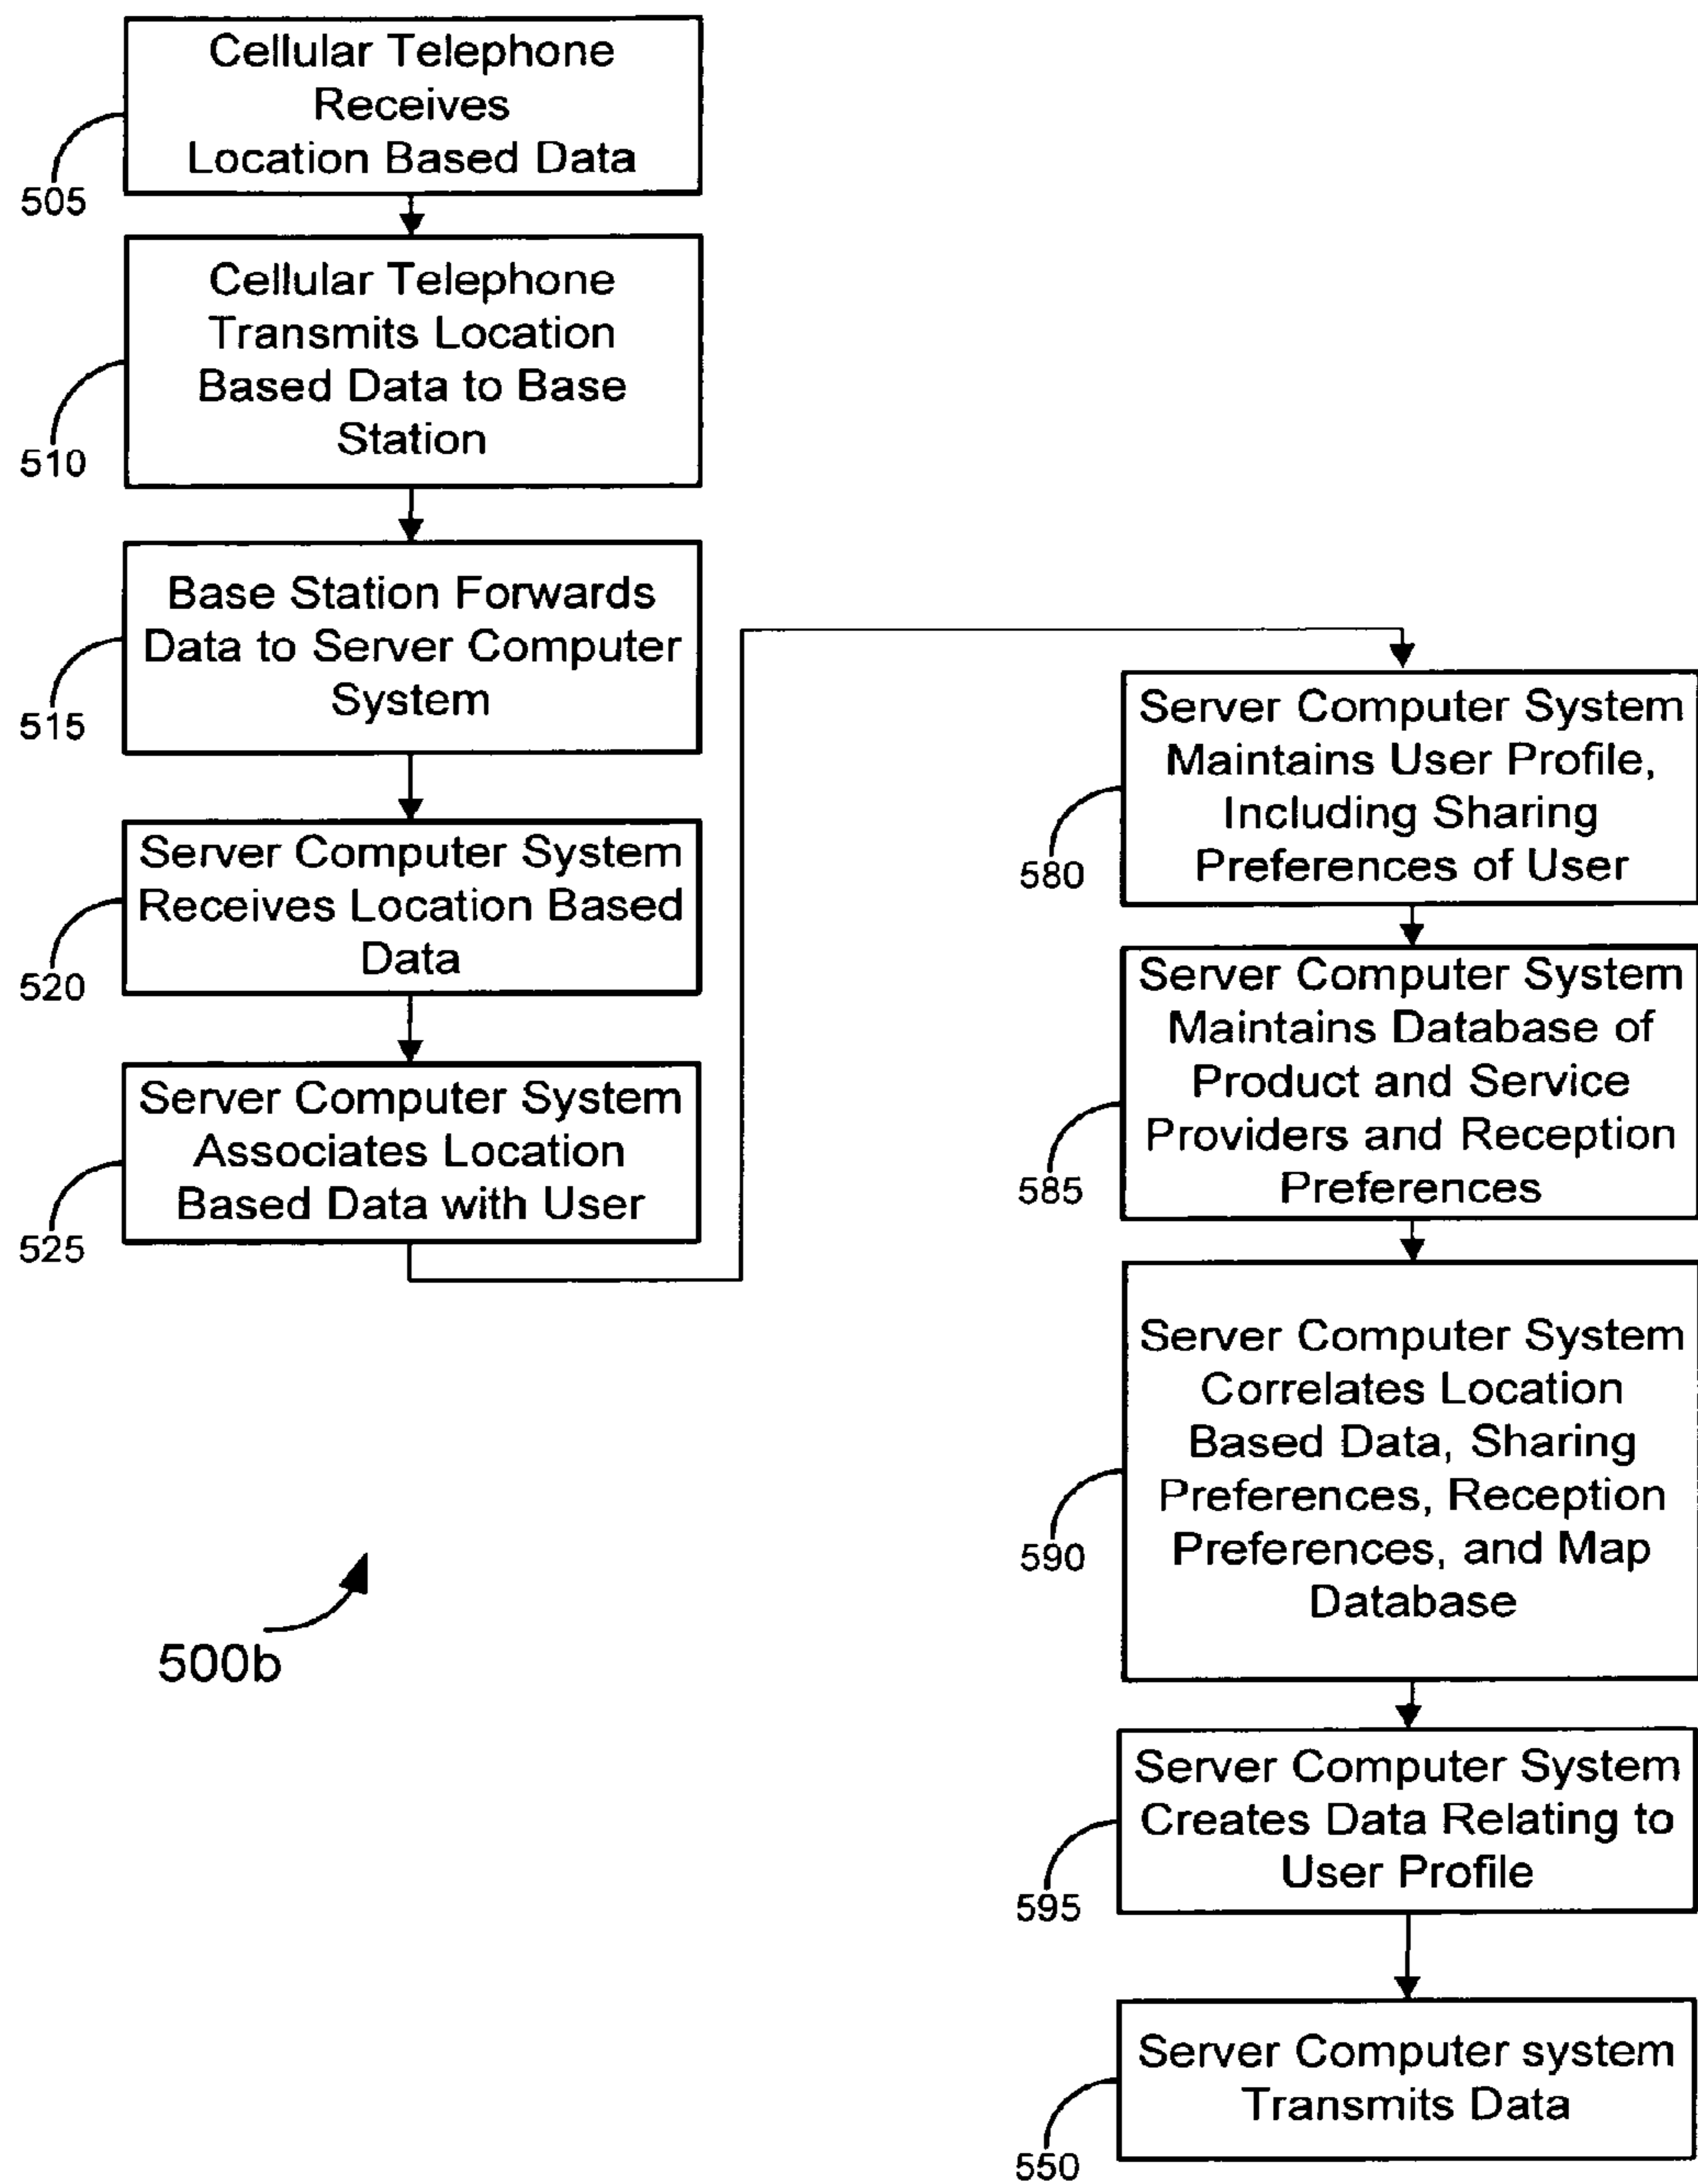 Cellular Telephone
Receives
Location Based Data
505
Cellular Telephone
Transmits Location
Based Data to Base
Station
510
Base Station Forwards
Data to Server Computer
System
515
Server Computer System
Receives Location Based
Data
520
Server Computer System
Associates Location
Based Data with User
525
Server Computer System
Maintains User Profile,
Including Sharing
Preferences of User
580
Server Computer System
Maintains Database of
Product and Service
Providers and Reception
Preferences
585
Server Computer System
Correlates Location
Based Data, Sharing
Preferences, Reception
Preferences, and Map
Database
590
Server Computer System
Creates Data Relating to
User Profile
595
Server Computer system
Transmits Data
550
500b